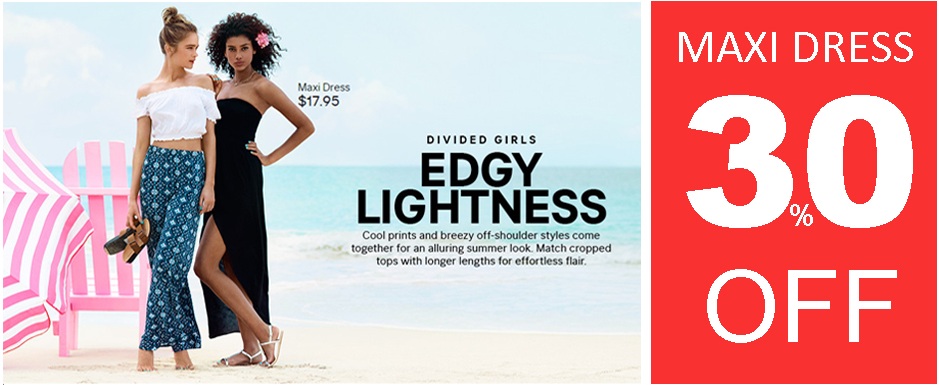 Maxi Dress
$17.95
DIVIDED GIRLS
EDGY
LIGHTNESS
Cool prints and breezy off-shoulder styles come
together for an alluring summer look. Match cropped
tops with longer lengths for effortless flair.
MAXI DRESS
30%
OFF